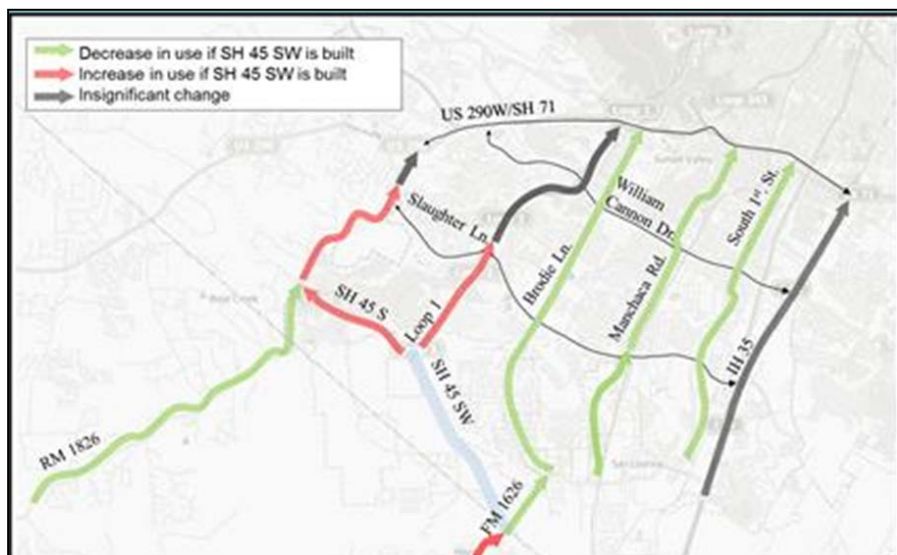 Decrease in use if SH 45 SW is built
Increase in use if SH 45 SW is built
Insignificant change
US 290W/SH 71
Slaughter Ln.
William
Cannon Dr.
South 1st. St.
Brodie Ln.
Manchaca Rd.
SH 45 S
Loop 1
IH 35
SH 45 SW
RM 1826
FM 1626